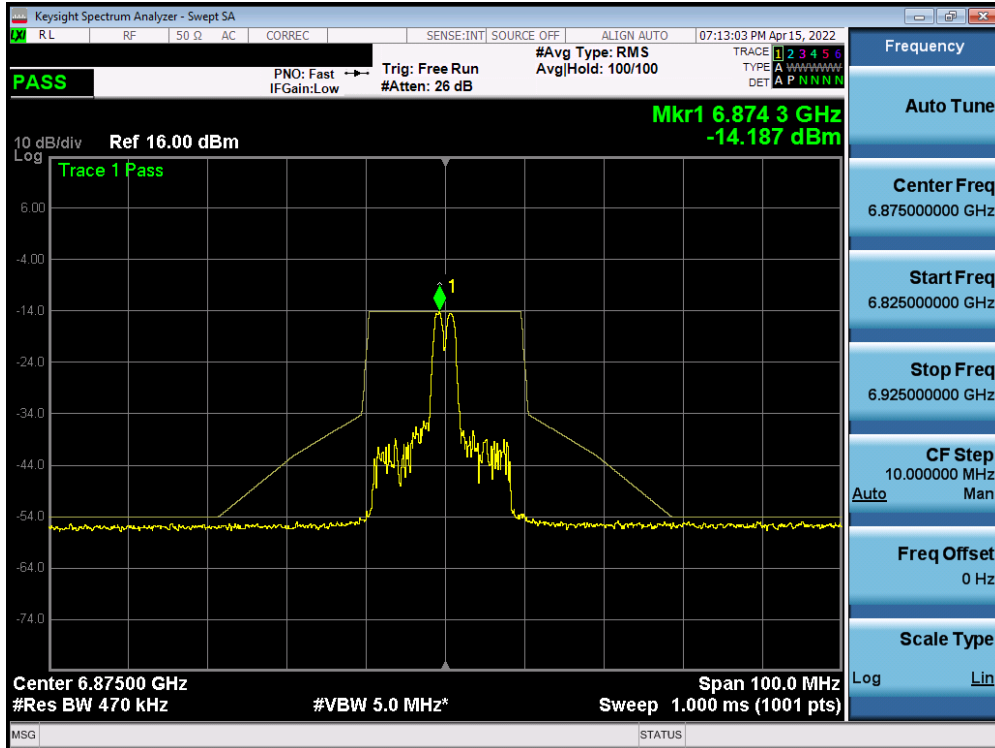 Keysight Spectrum Analyzer - Swept SA
LXI RL RF 50 Ω AC CORREC SENSE:INT SOURCE OFF ALIGN AUTO 07:13:03 PM Apr 15, 2022
PASS
PNO: Fast
IFGain:Low
Trig: Free Run
#Atten: 26 dB
#Avg Type: RMS
Avg|Hold: 100/100
TRACE 1 2 3 4 5 6
TYPE A WWWWW
DET A P N N N N
Mkr1 6.874 3 GHz
-14.187 dBm
10 dB/div Ref 16.00 dBm
Log
Trace 1 Pass
1
6.00
-4.00
-14.0
-24.0
-34.0
-44.0
-54.0
-64.0
-74.0
Center 6.87500 GHz Span 100.0 MHz
#Res BW 470 kHz #VBW 5.0 MHz* Sweep 1.000 ms (1001 pts)
MSG STATUS
Frequency
Auto Tune
Center Freq
6.875000000 GHz
Start Freq
6.825000000 GHz
Stop Freq
6.925000000 GHz
CF Step
10.000000 MHz
Auto Man
Freq Offset
0 Hz
Scale Type
Log Lin